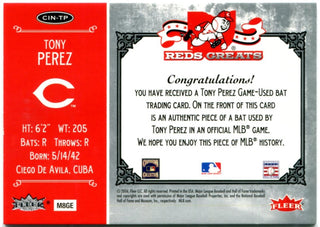 CIN-TP
TONY
PEREZ
HT: 6'2" WT: 205
BATS: R THROWS: R
BORN: 5/14/42
CIEGO DE AVILA, CUBA
FLEER
M8GE
REDS GREATS
Congratulations!
YOU HAVE RECEIVED A TONY PEREZ GAME-USED BAT
TRADING CARD. ON THE FRONT OF THIS CARD
IS AN AUTHENTIC PIECE OF A BAT USED BY
TONY PEREZ IN AN OFFICIAL MLB® GAME.
WE HOPE YOU ENJOY THIS PIECE OF MLB® HISTORY.
FLEER